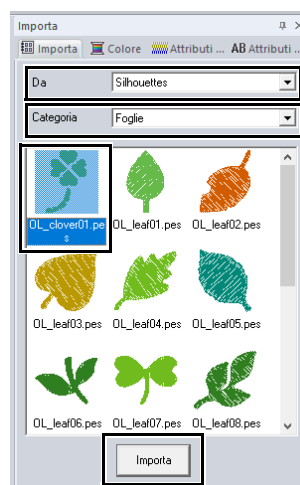 Importa
Importa Colore Attributi ... AB Attributi ..
Da Silhouettes
Categoria Foglie
OL_clover01.pe
s
OL_leaf01.pes OL_leaf02.pes
OL_leaf03.pes OL_leaf04.pes OL_leaf05.pes
OL_leaf06.pes OL_leaf07.pes OL_leaf08.pes
Importa